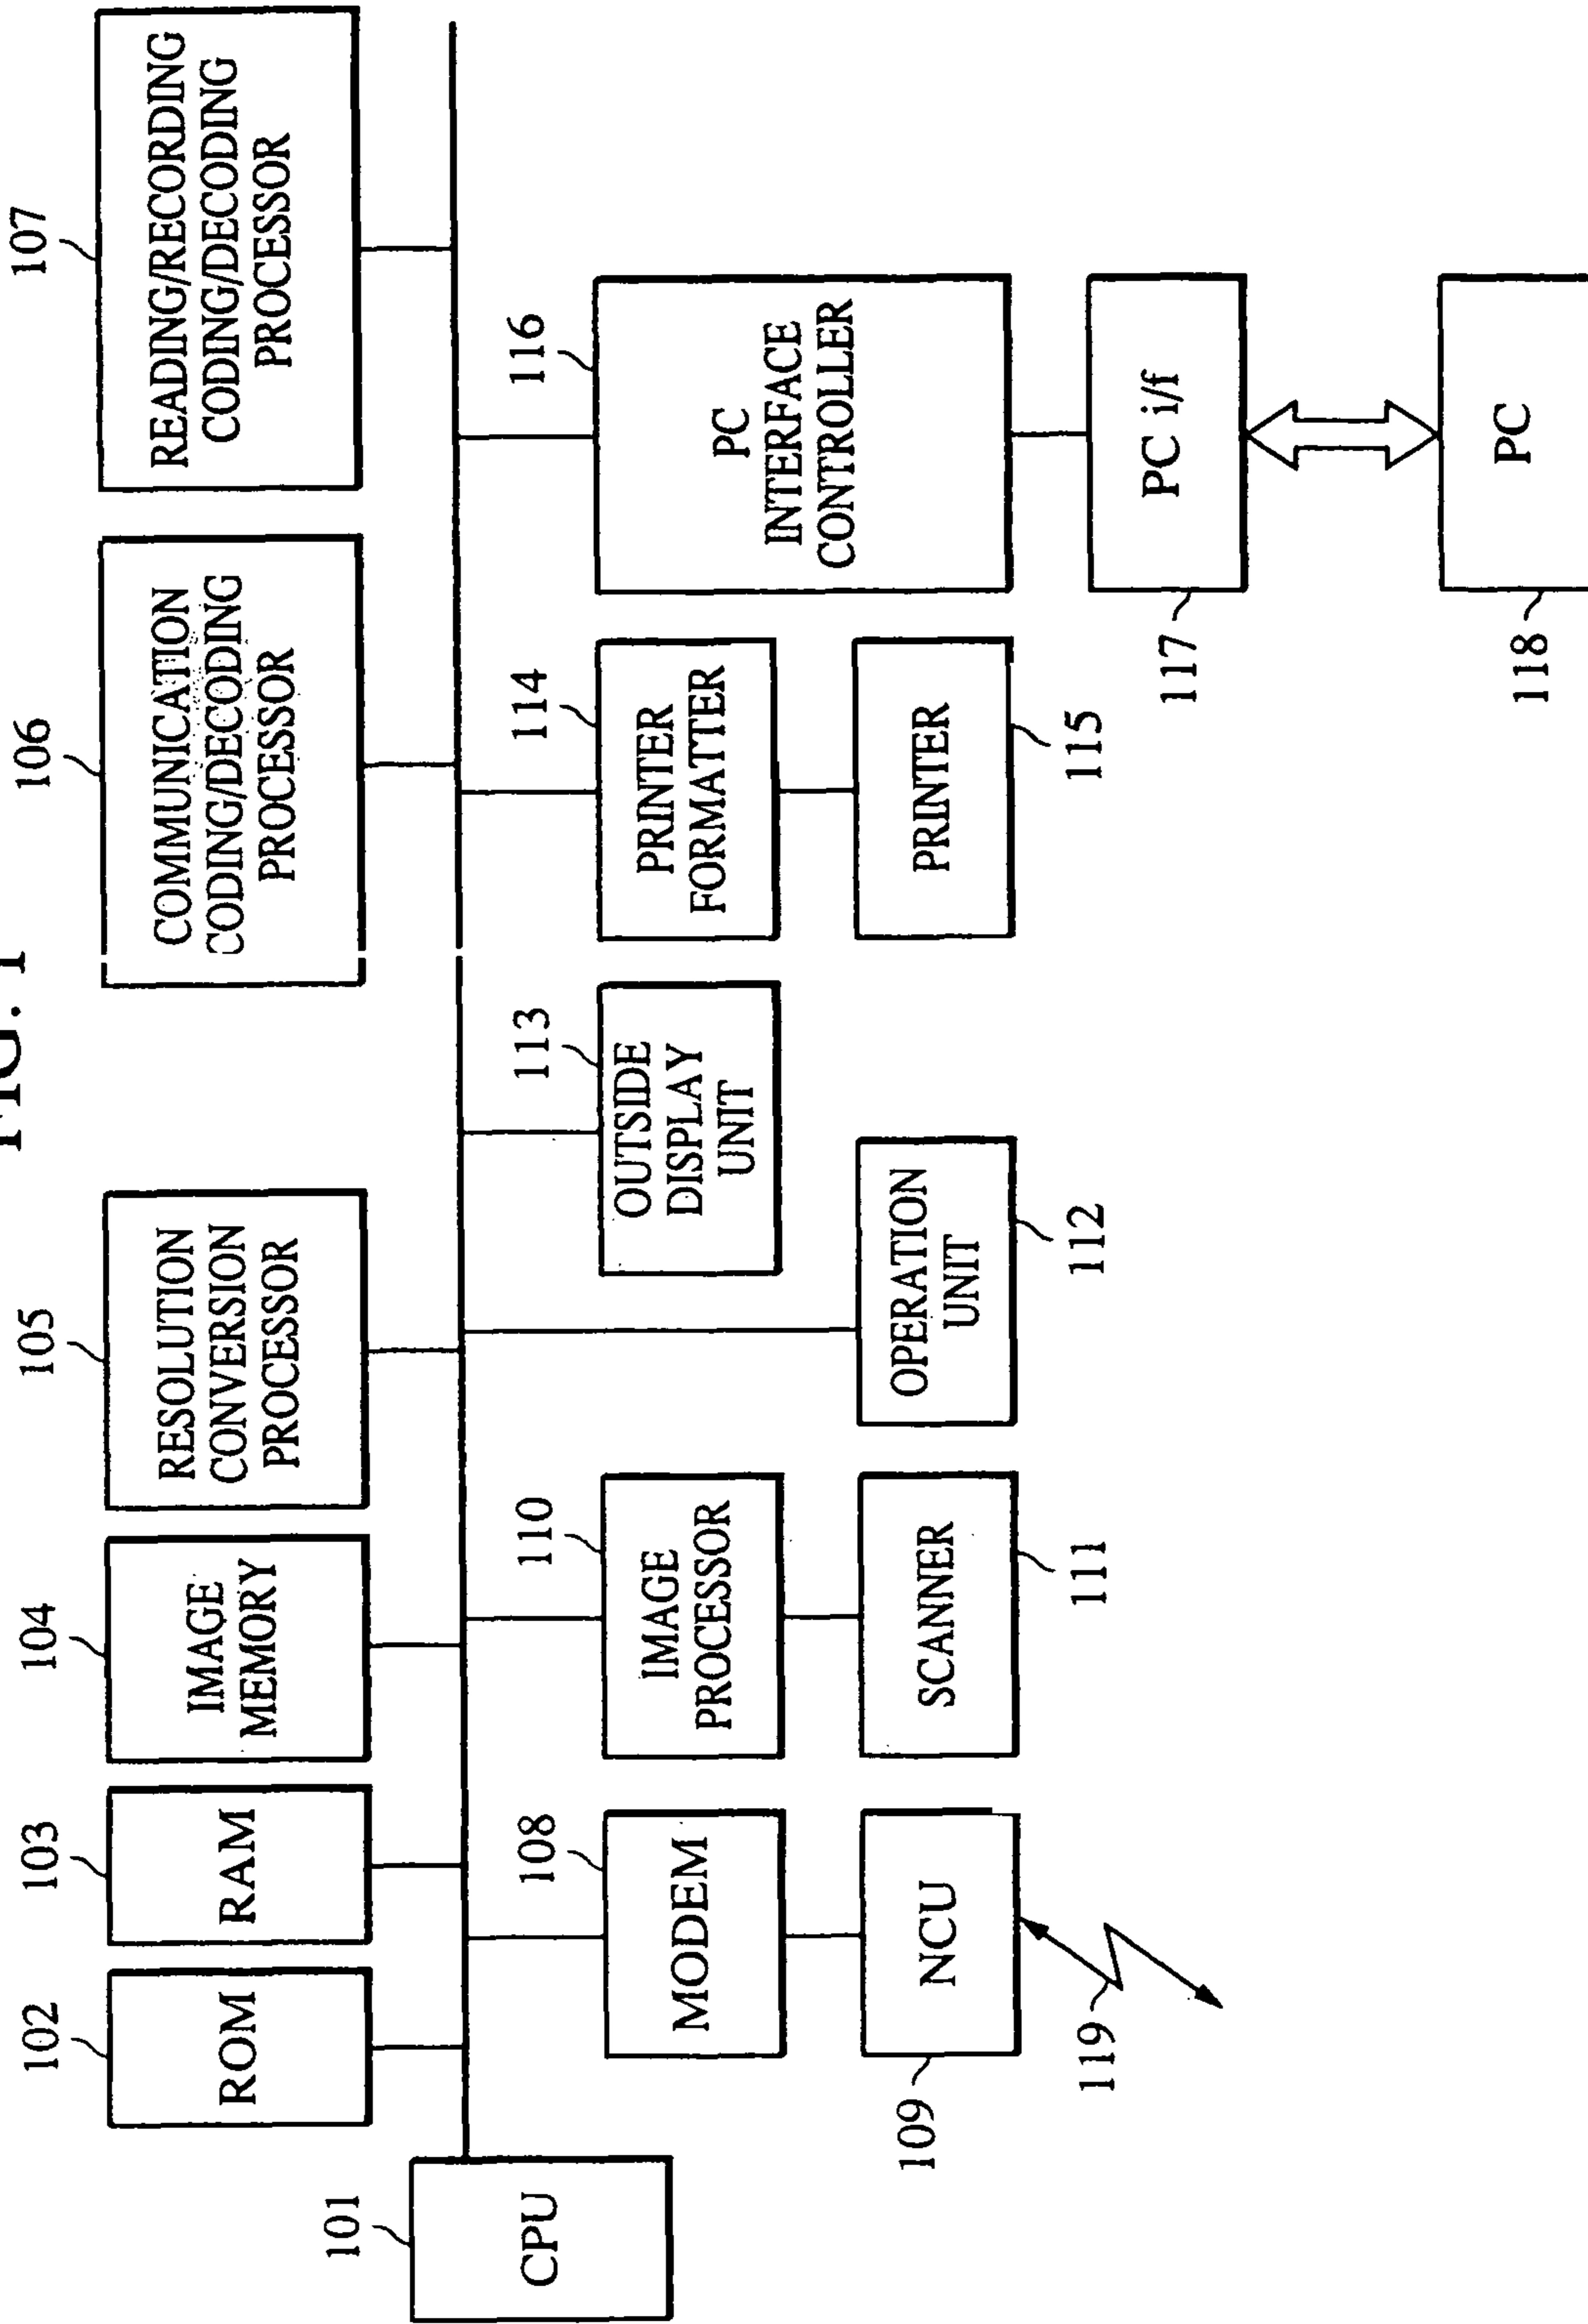 FIG. 1
101
CPU
102
ROM
103
RAM
104
IMAGE
MEMORY
105
RESOLUTION
CONVERSION
PROCESSOR
106
COMMUNICATION
CODING/DECODING
PROCESSOR
107
READING/RECORDING
CODING/DECODING
PROCESSOR
108
MODEM
109
NCU
119
110
IMAGE
PROCESSOR
SCANNER
111
OPERATION
UNIT
112
113
OUTSIDE
DISPLAY
UNIT
114
PRINTER
FORMATTER
PRINTER
115
116
PC
INTERFACE
CONTROLLER
PC i/f
117
PC
118